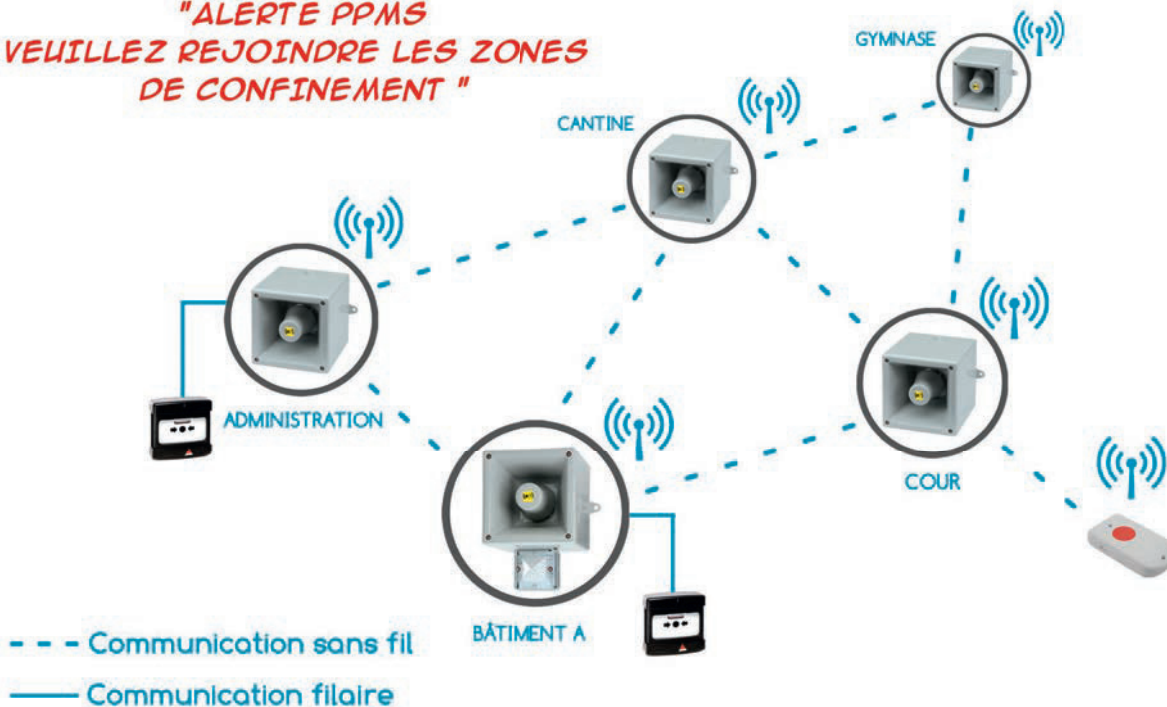 "ALERTE PPMS
VEUILLEZ REJOINDRE LES ZONES
DE CONFINEMENT "
GYMNASE
CANTINE
ADMINISTRATION
COUR
BÂTIMENT A
Communication sans fil
Communication filaire